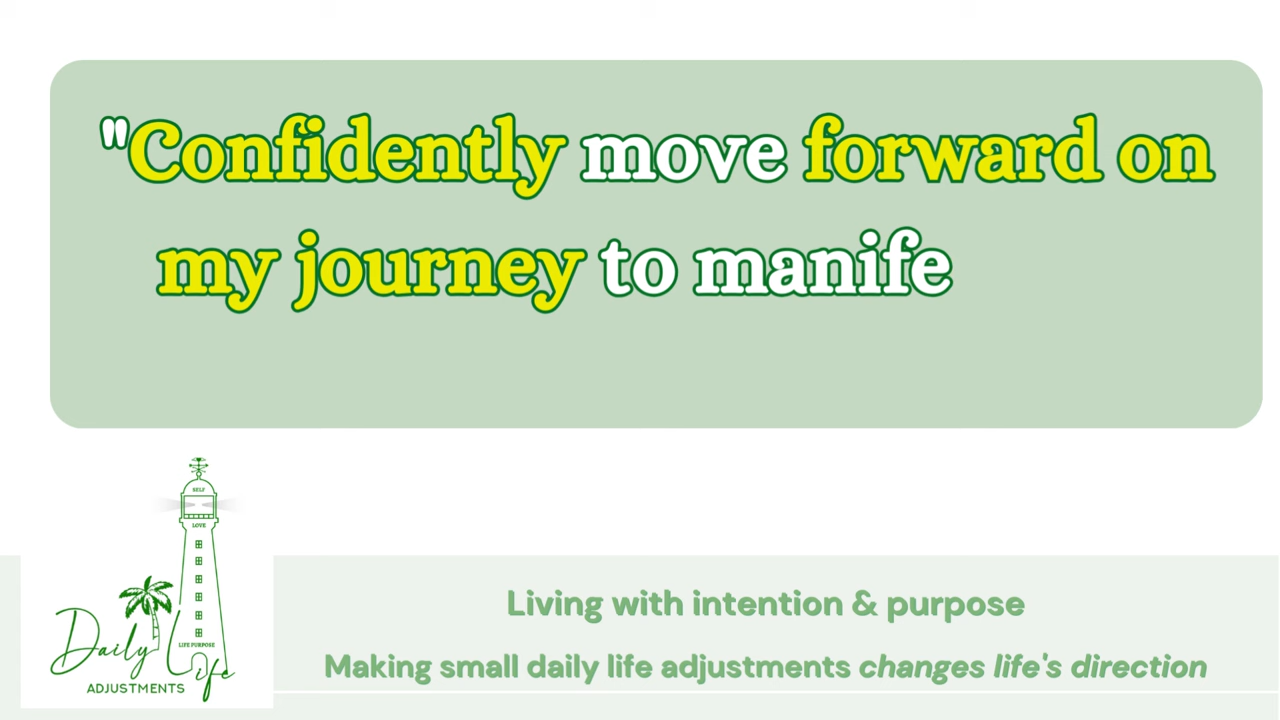 "Confidently move forward on
my journey to manife
SELF
LOVE
LIFE PURPOSE
Daily Life
ADJUSTMENTS
Living with intention & purpose
Making small daily life adjustments changes life's direction